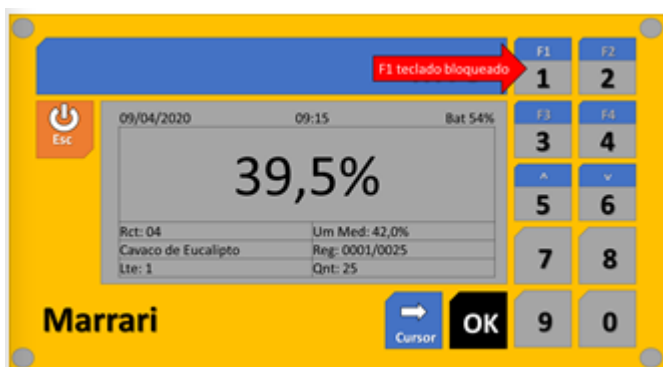 F1 teclado bloqueado
F1
1
F2
2
Esc
09/04/2020 09:15 Bat 54%
39,5%
Rct: 04 Um Med: 42,0%
Cavaco de Eucalipto Reg: 0001/0025
Lte: 1 Qnt: 25
F3
3
F4
4
^
5
v
6
7
8
Marrari
Cursor
OK
9
0